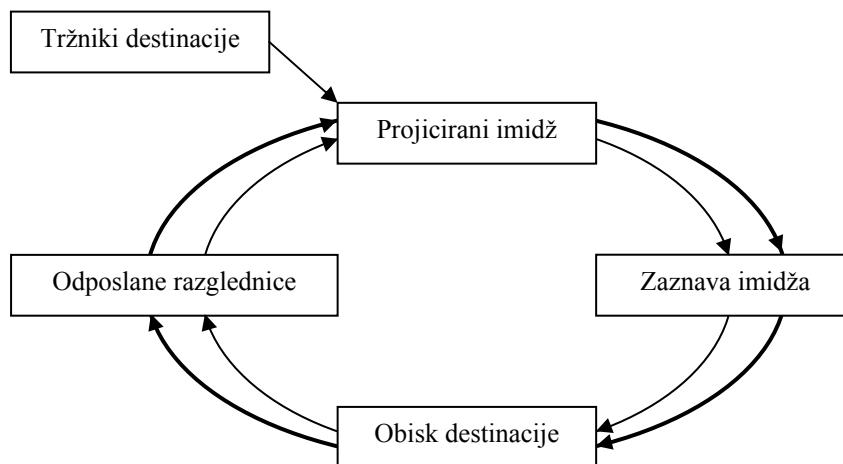 Tržniki destinacije
Projicirani imidž
Odposlane razglednice
Zaznava imidža
Obisk destinacije